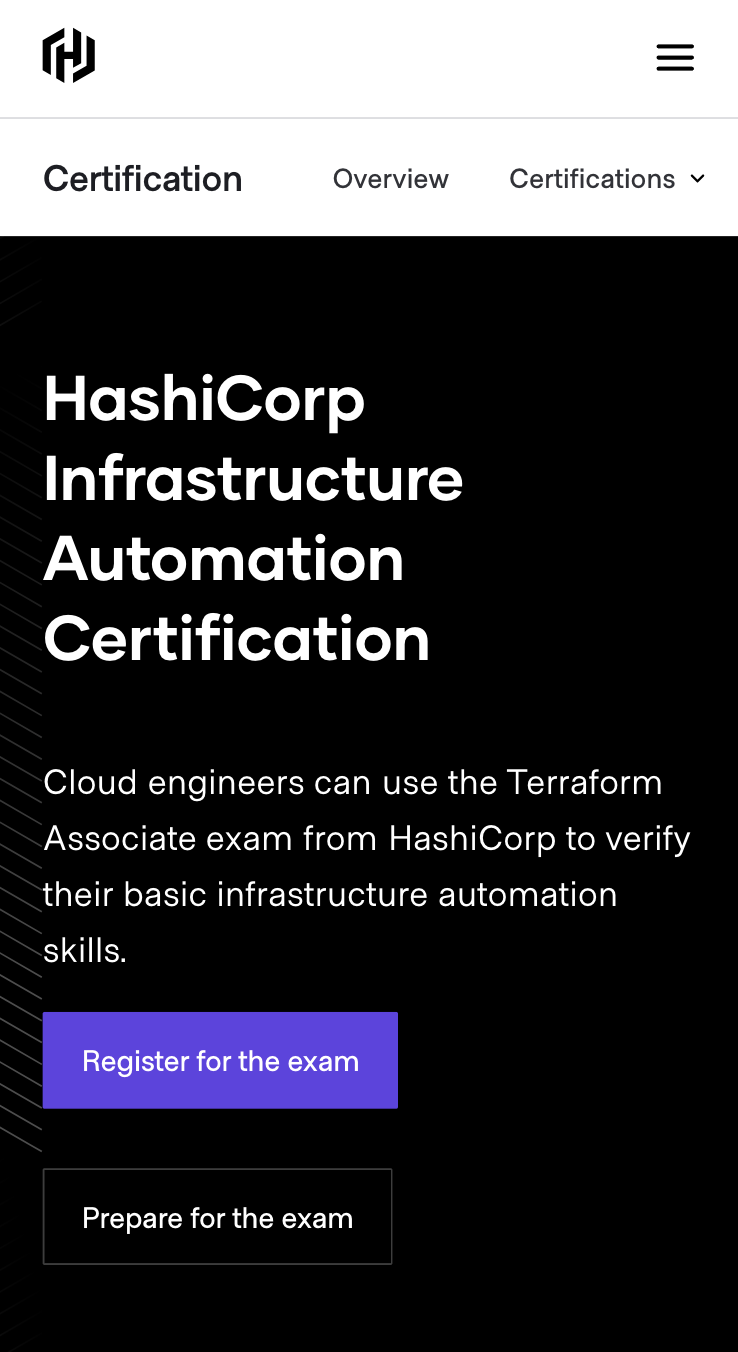 Certification
Overview
Certifications
HashiCorp
Infrastructure
Automation
Certification
Cloud engineers can use the Terraform
Associate exam from HashiCorp to verify
their basic infrastructure automation
skills.
Register for the exam
Prepare for the exam